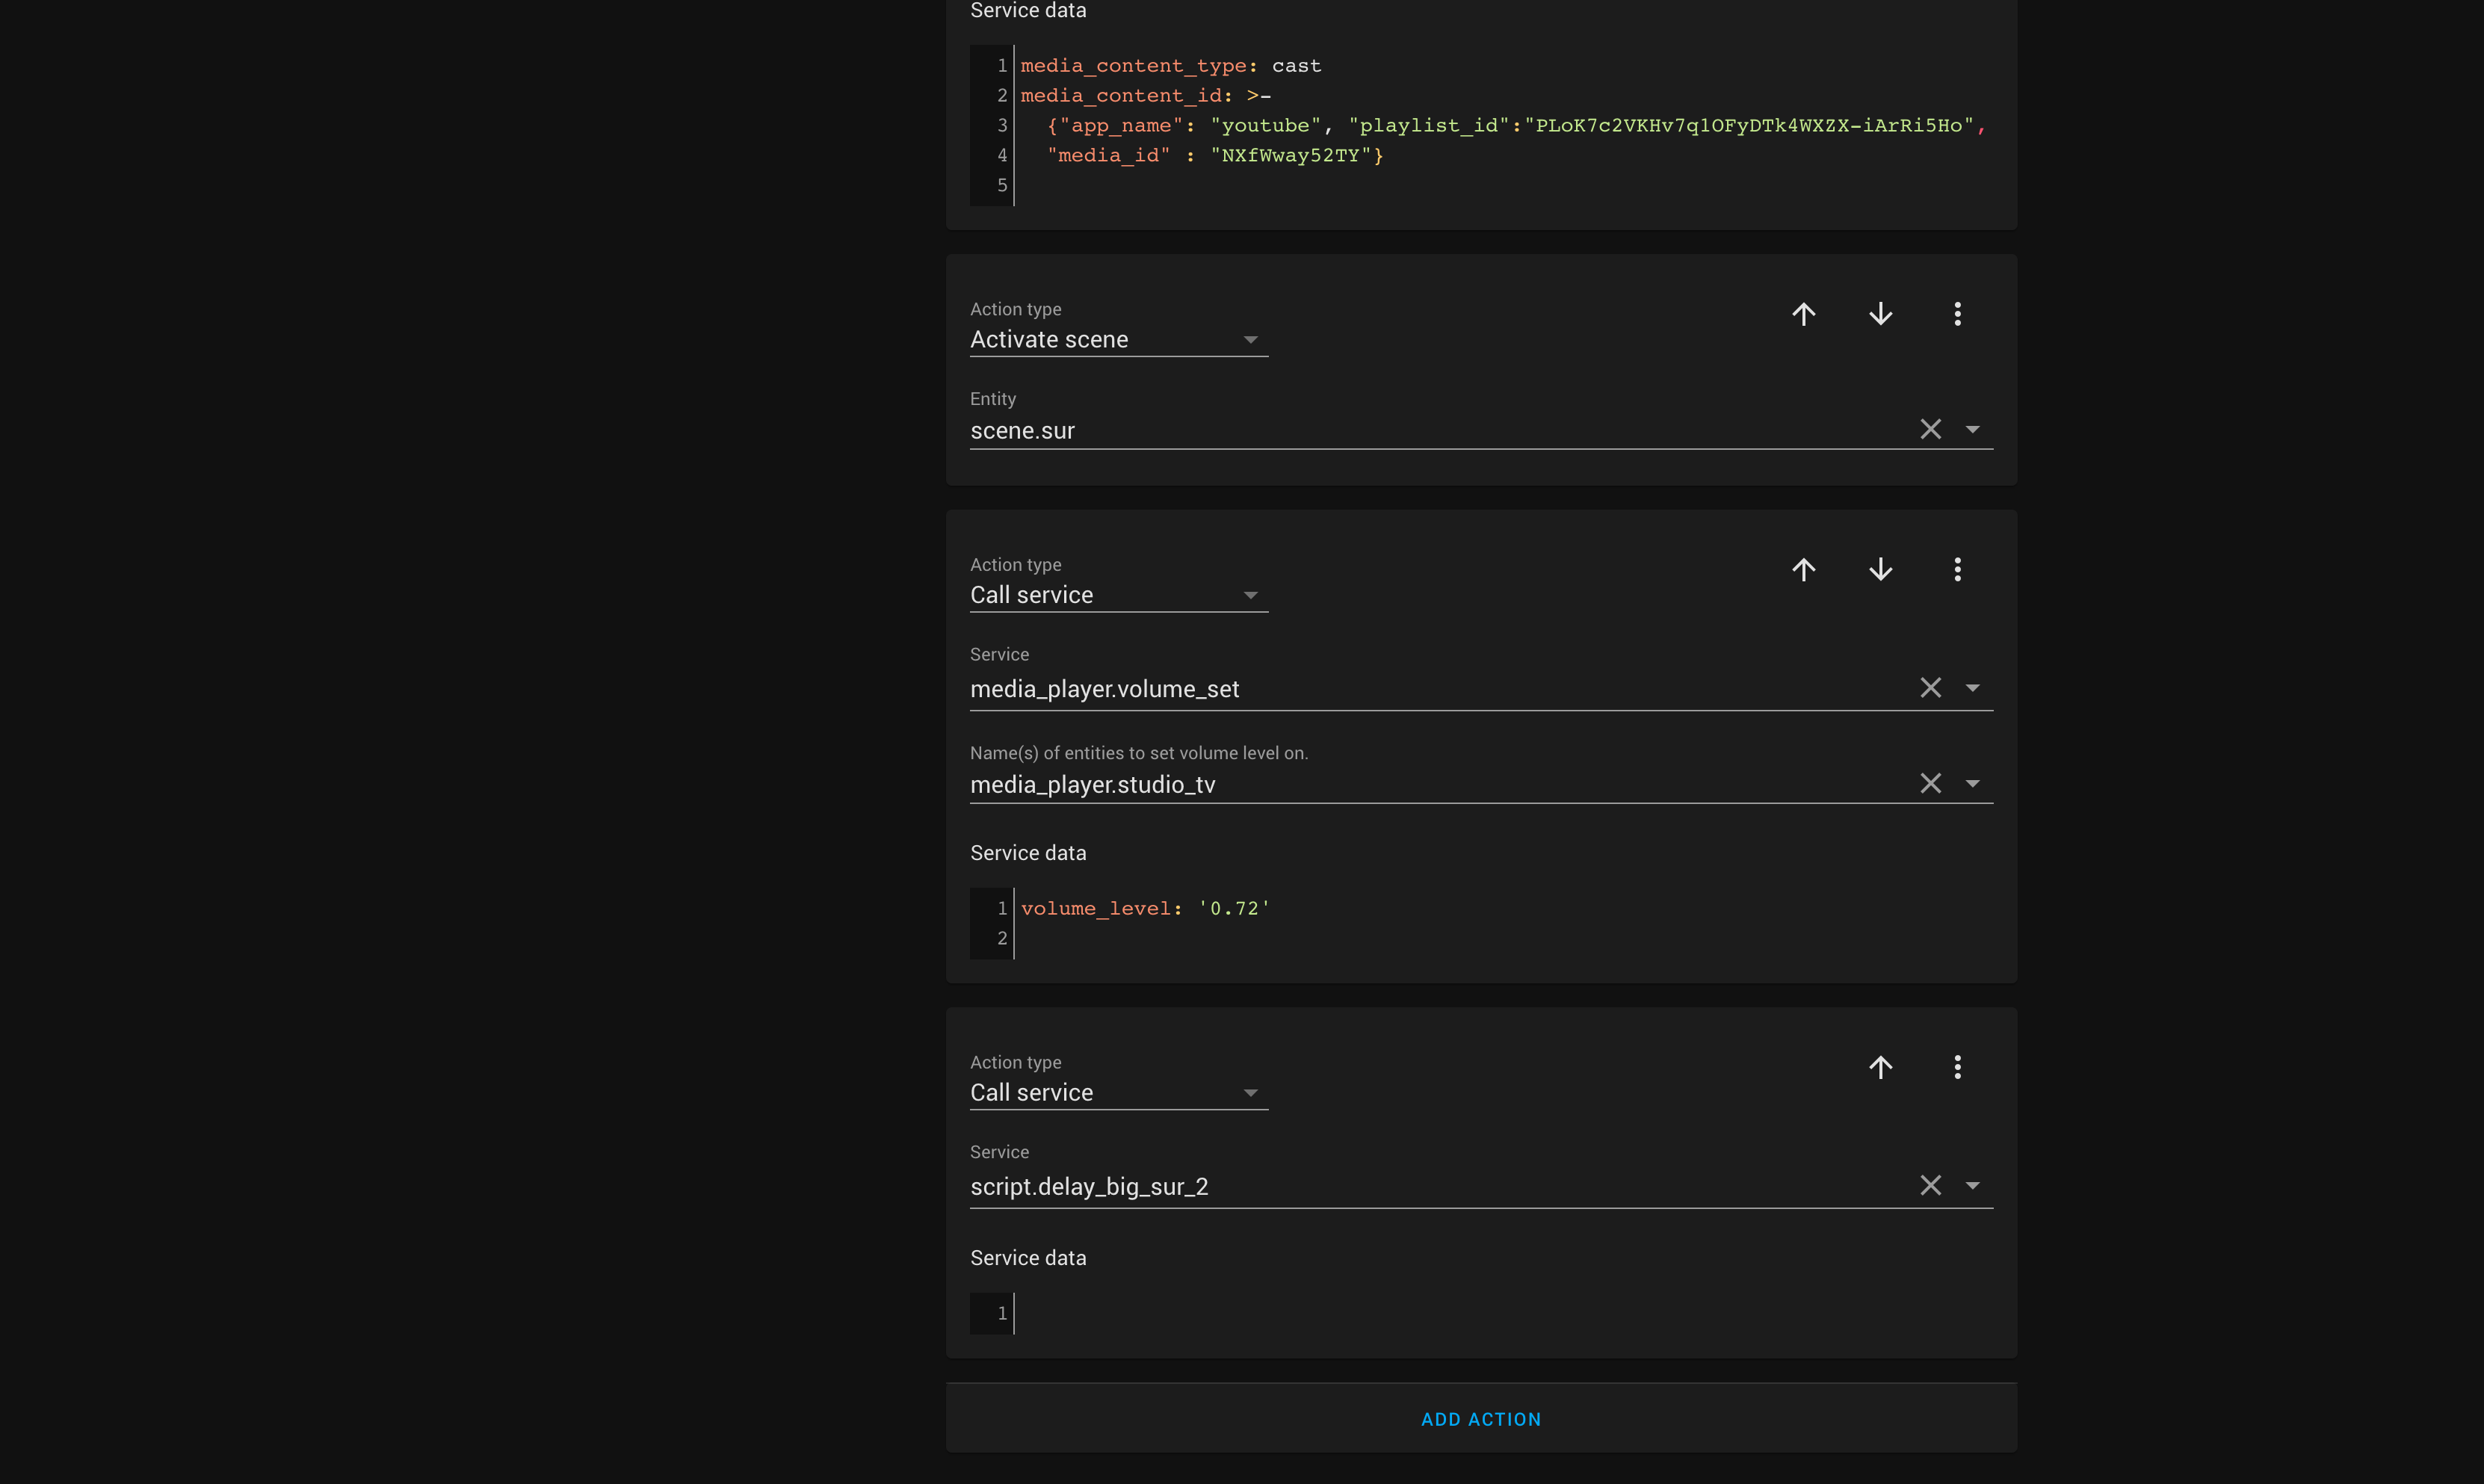 Service data
1 media_content_type: cast
2 media_content_id: >-
3 {"app_name": "youtube", "playlist_id":"PLoK7c2VKHv7q1OFyDTk4WXZX-iArRi5Ho",
4 "media_id" : "NXfWway52TY"}
5
Action type
Activate scene
Entity
scene.sur
Action type
Call service
Service
media_player.volume_set
Name(s) of entities to set volume level on.
media_player.studio_tv
Service data
1 volume_level: '0.72'
2
Action type
Call service
Service
script.delay_big_sur_2
Service data
1
ADD ACTION